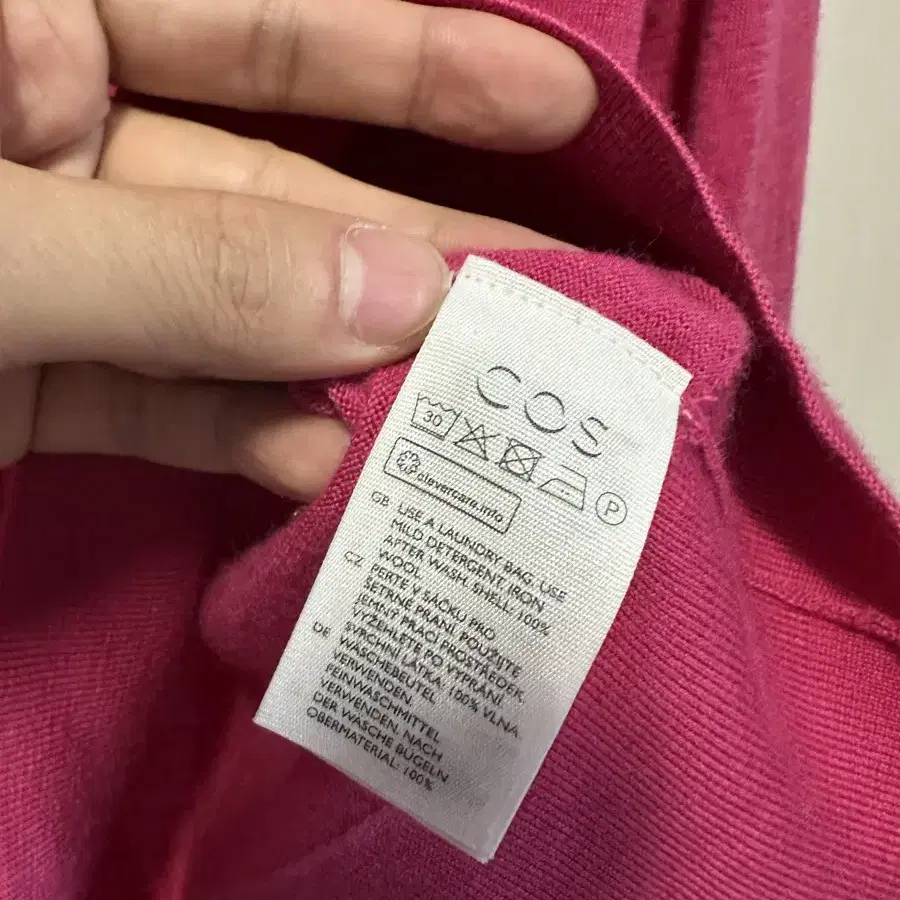 COS
30
P
clevercare.info
GB USE A LAUNDRY BAG. USE
MILD DETERGENT. IRON
AFTER WASH. SHELL: 100%
WOOL
CZ PERTE V SÁČKU PRO
ŠETRNÉ PRANÍ. POUŽIJTE
JEMNÝ PRACÍ PROSTŘEDEK.
VYŽEHLETE PO VYPRÁNÍ.
SVRCHNÍ LÁTKA: 100% VLNA
DE WÄSCHEBEUTEL
VERWENDEN.
FEINWASCHMITTEL
VERWENDEN. NACH
DER WÄSCHE BÜGELN
OBERMATERIAL: 100%